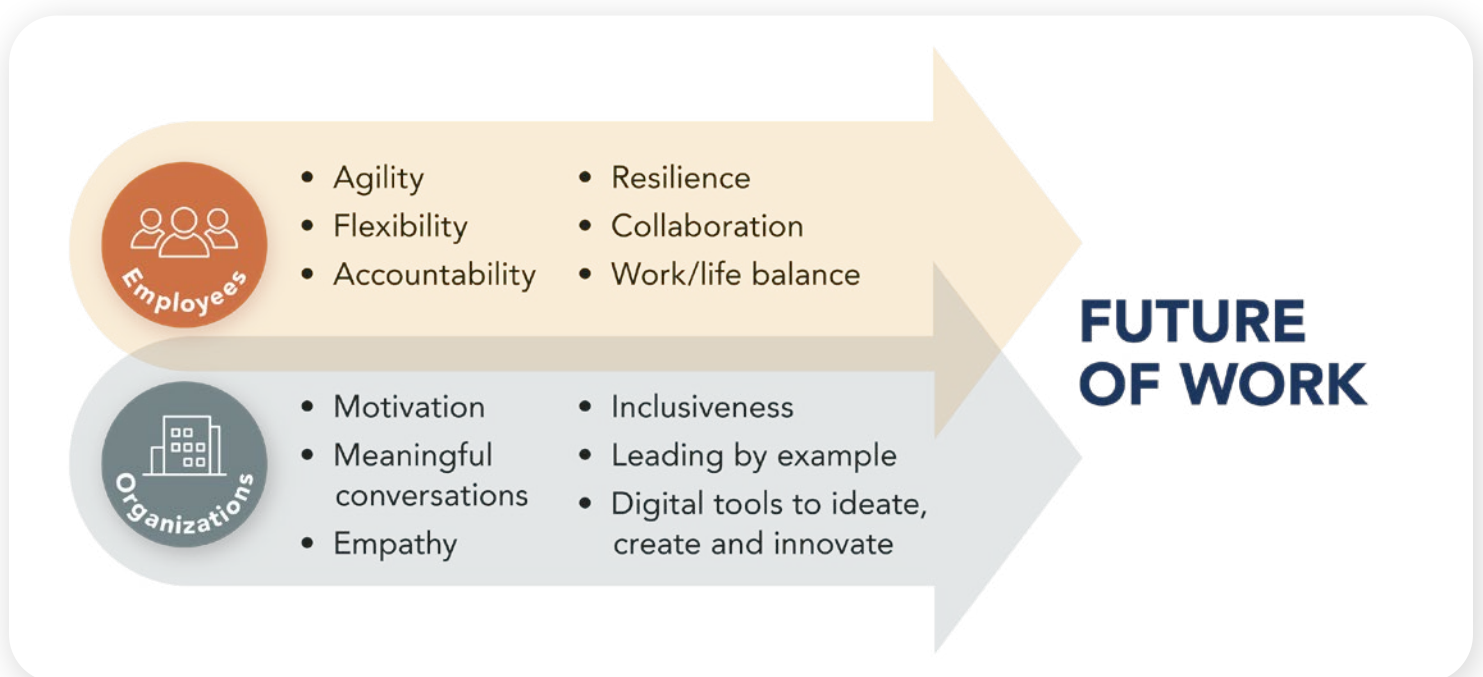 Employees
• Agility
• Flexibility
• Accountability
• Resilience
• Collaboration
• Work/life balance
Organizations
• Motivation
• Meaningful
conversations
• Empathy
• Inclusiveness
• Leading by example
• Digital tools to ideate,
create and innovate
FUTURE
OF WORK